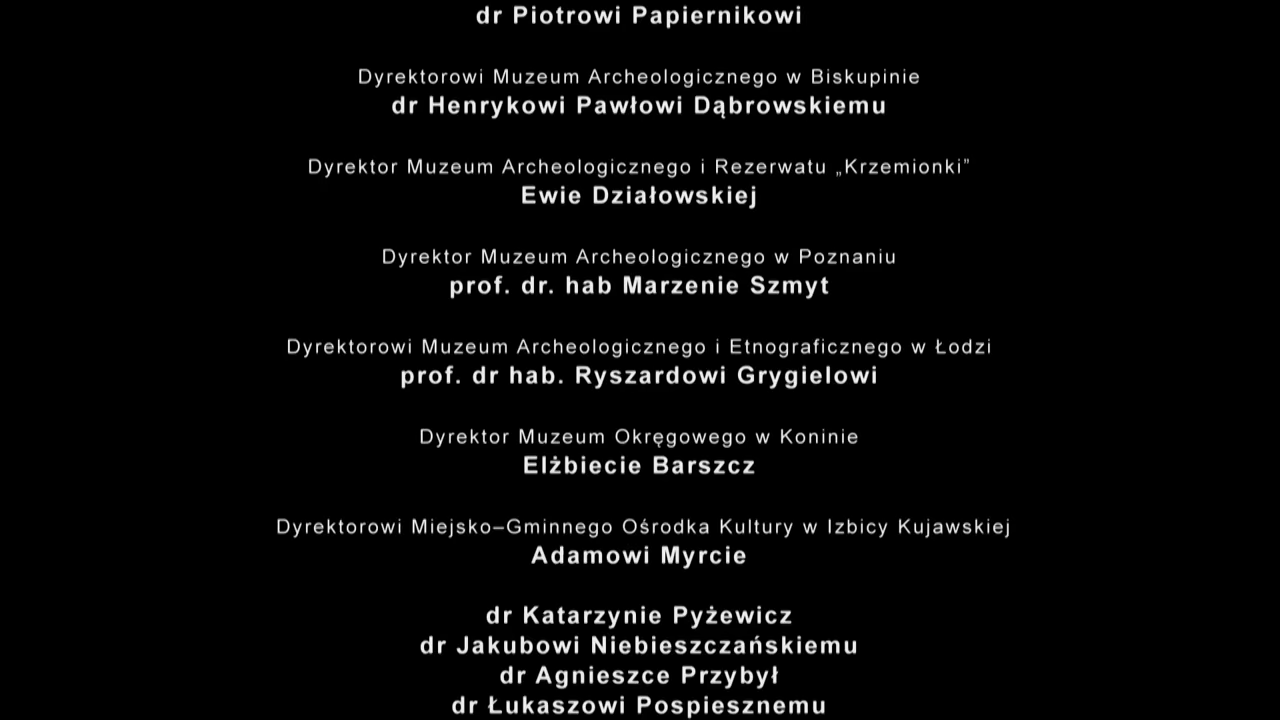 dr Piotrowi Papiernikowi
Dyrektorowi Muzeum Archeologicznego w Biskupinie
dr Henrykowi Pawłowi Dąbrowskiemu
Dyrektor Muzeum Archeologicznego i Rezerwatu „Krzemionki”
Ewie Działowskiej
Dyrektor Muzeum Archeologicznego w Poznaniu
prof. dr. hab Marzenie Szmyt
Dyrektorowi Muzeum Archeologicznego i Etnograficznego w Łodzi
prof. dr hab. Ryszardowi Grygielowi
Dyrektor Muzeum Okręgowego w Koninie
Elżbiecie Barszcz
Dyrektorowi Miejsko–Gminnego Ośrodka Kultury w Izbicy Kujawskiej
Adamowi Myrcie
dr Katarzynie Pyżewicz
dr Jakubowi Niebieszczańskiemu
dr Agnieszce Przybył
dr Łukaszowi Pospiesznemu